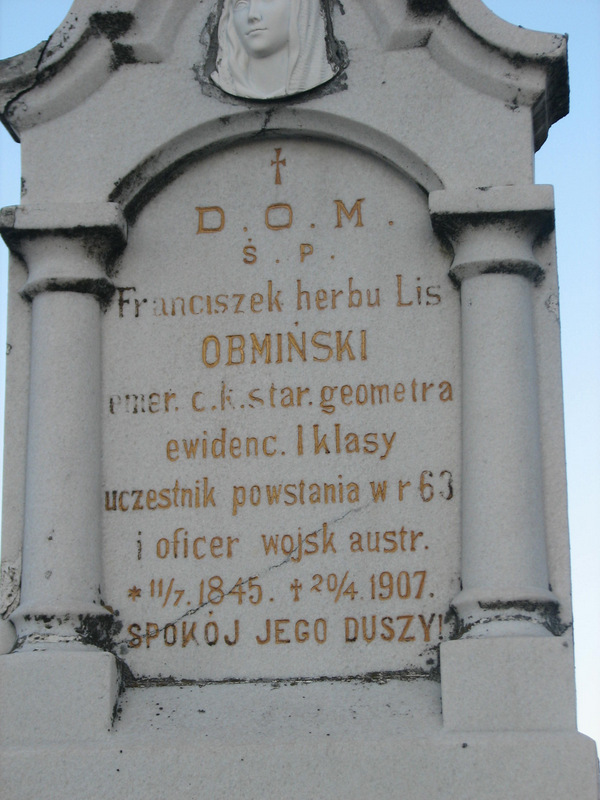 D. O. M.
Ś. P.
Franciszek herbu Lis
OBMIŃSKI
emer. c. k. star. geometra
ewidenc. I klasy
uczestnik powstania w r 63
i oficer wojsk austr.
* 11/7. 1845. † 20/4. 1907.
SPOKÓJ JEGO DUSZY!